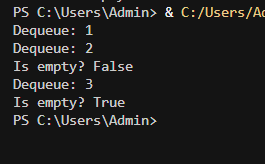 PS C:\Users\Admin> & C:/Users/Ad
Dequeue: 1
Dequeue: 2
Is empty? False
Dequeue: 3
Is empty? True
PS C:\Users\Admin>